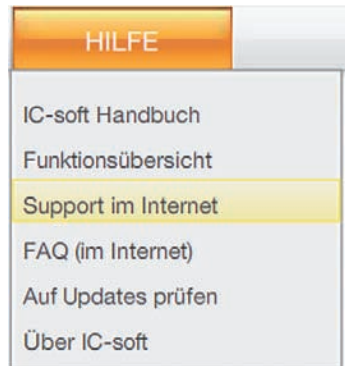 HILFE
IC-soft Handbuch
Funktionsübersicht
Support im Internet
FAQ (im Internet)
Auf Updates prüfen
Über IC-soft